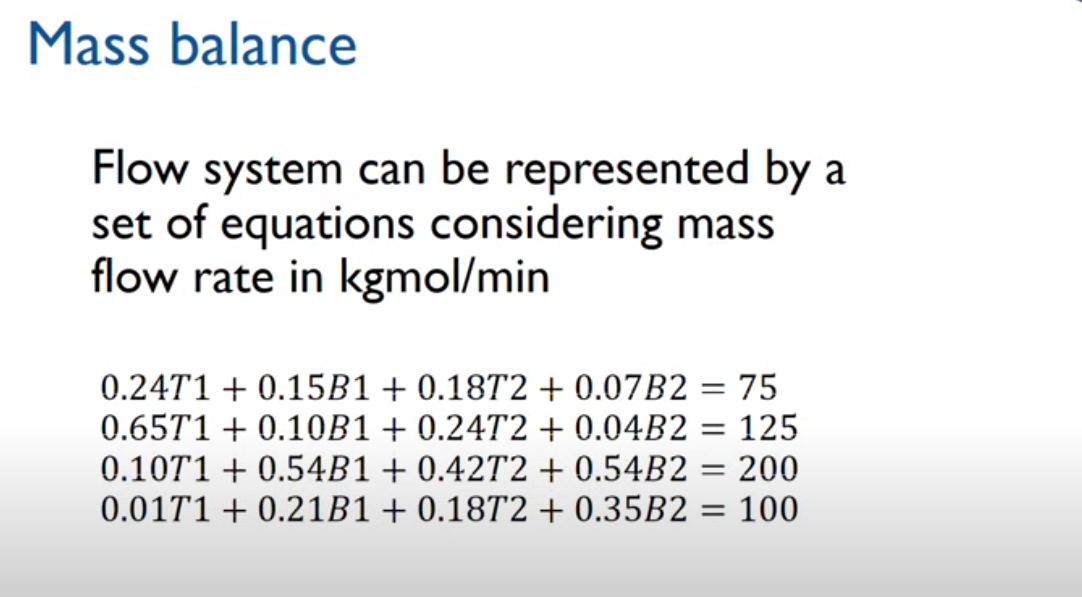 Mass balance
Flow system can be represented by a
set of equations considering mass
flow rate in kgmol/min
0.24T1 + 0.15B1 + 0.18T2 + 0.07B2 = 75
0.65T1 + 0.10B1 + 0.24T2 + 0.04B2 = 125
0.10T1 + 0.54B1 + 0.42T2 + 0.54B2 = 200
0.01T1 + 0.21B1 + 0.18T2 + 0.35B2 = 100